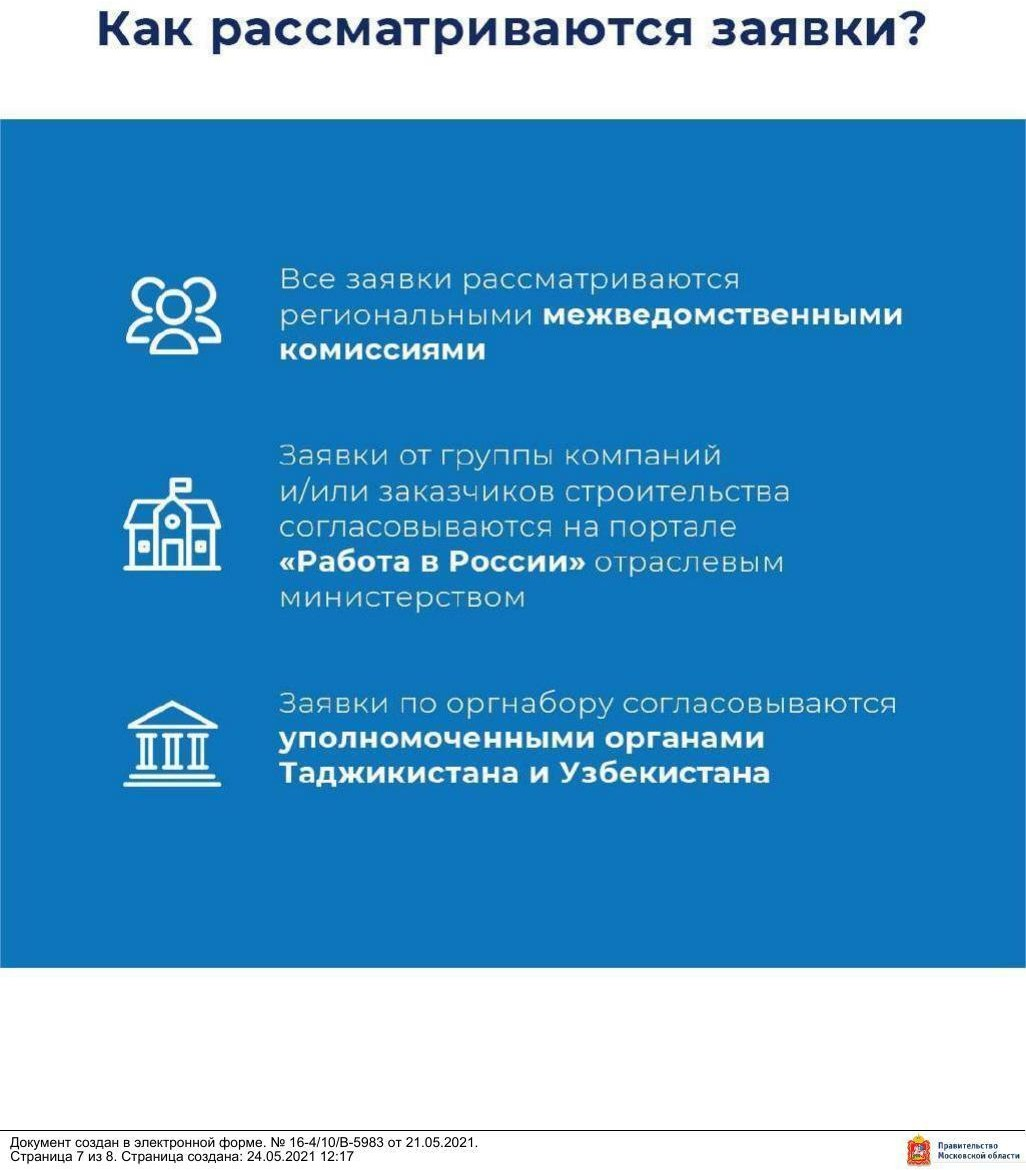 Как рассматриваются заявки?
Все заявки рассматриваются
региональными межведомственными
комиссиями
Заявки от группы компаний
и/или заказчиков строительства
согласовываются на портале
«Работа в России» отраслевым
министерством
Заявки по оргнабору согласовываются
уполномоченными органами
Таджикистана и Узбекистана
Документ создан в электронной форме. № 16-4/10/В-5983 от 21.05.2021.
Страница 7 из 8. Страница создана: 24.05.2021 12:17
Правительство
Московской области